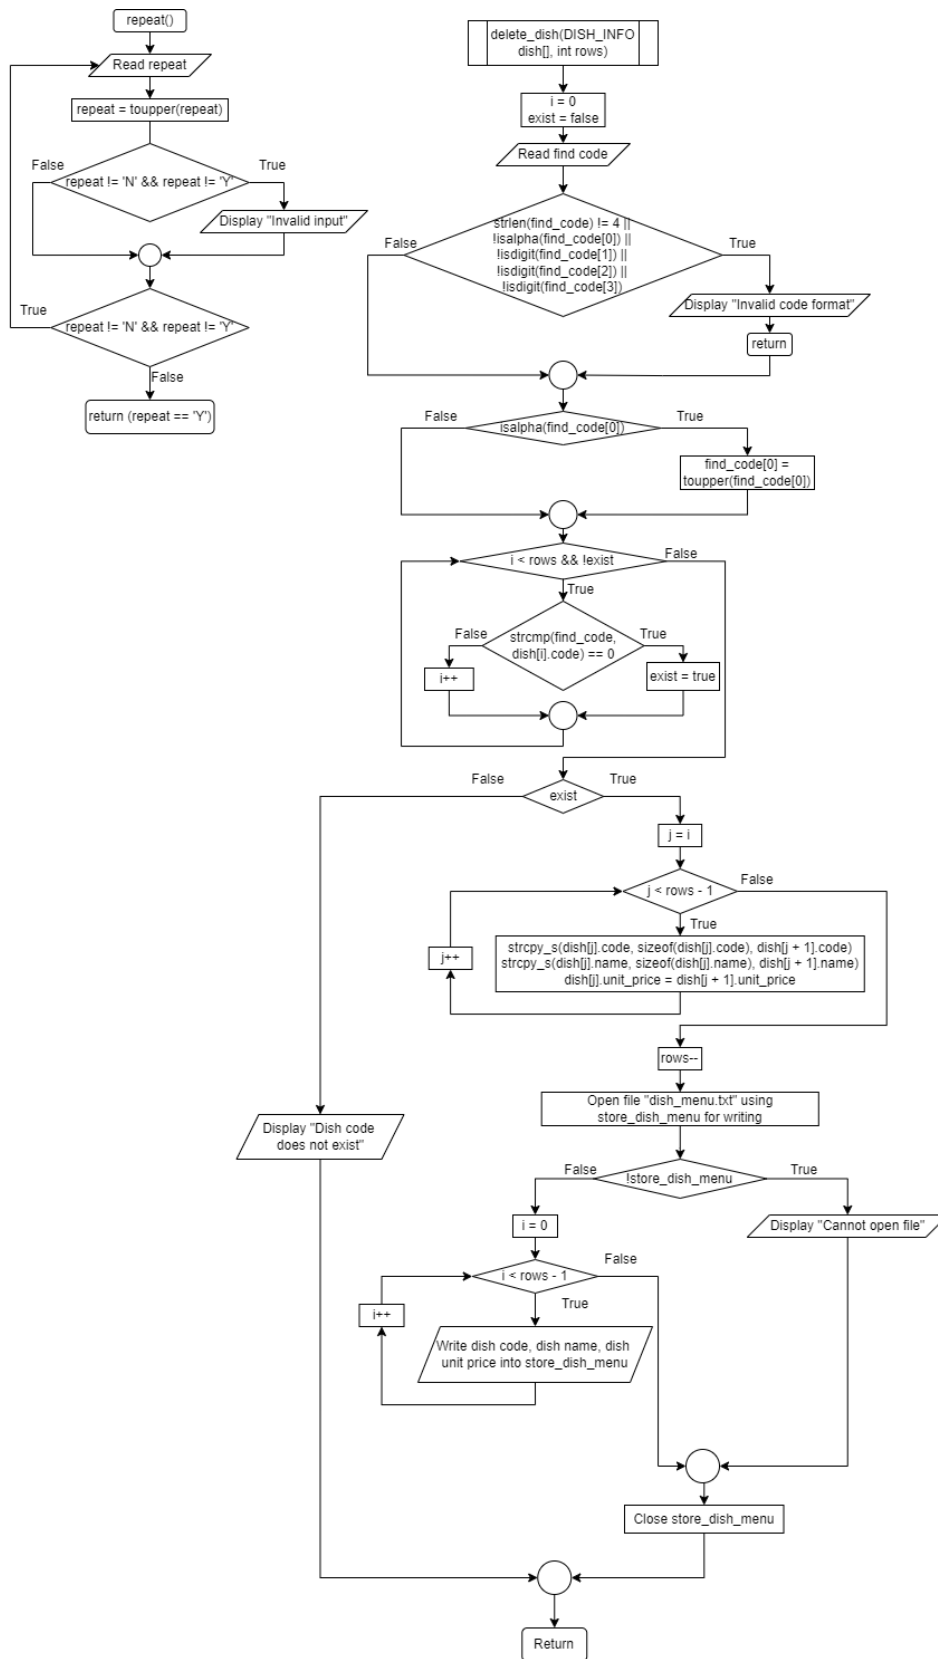 repeat()
Read repeat
repeat = toupper(repeat)
False
True
repeat != 'N' && repeat != 'Y'
Display "Invalid input"
True
repeat != 'N' && repeat != 'Y'
False
return (repeat == 'Y')
delete_dish(DISH_INFO
dish[], int rows)
i = 0
exist = false
Read find code
strlen(find_code) != 4 ||
!isalpha(find_code[0]) ||
!isdigit(find_code[1]) ||
!isdigit(find_code[2]) ||
!isdigit(find_code[3])
False
True
Display "Invalid code format"
return
False
True
isalpha(find_code[0])
find_code[0] =
toupper(find_code[0])
i < rows && !exist
False
True
False
True
strcmp(find_code,
dish[i].code) == 0
i++
exist = true
False
True
exist
j = i
j < rows - 1
False
True
j++
strcpy_s(dish[j].code, sizeof(dish[j].code), dish[j + 1].code)
strcpy_s(dish[j].name, sizeof(dish[j].name), dish[j + 1].name)
dish[j].unit_price = dish[j + 1].unit_price
rows--
Open file "dish_menu.txt" using
store_dish_menu for writing
Display "Dish code
does not exist"
False
True
!store_dish_menu
i = 0
Display "Cannot open file"
i < rows - 1
False
True
i++
Write dish code, dish name, dish
unit price into store_dish_menu
Close store_dish_menu
Return